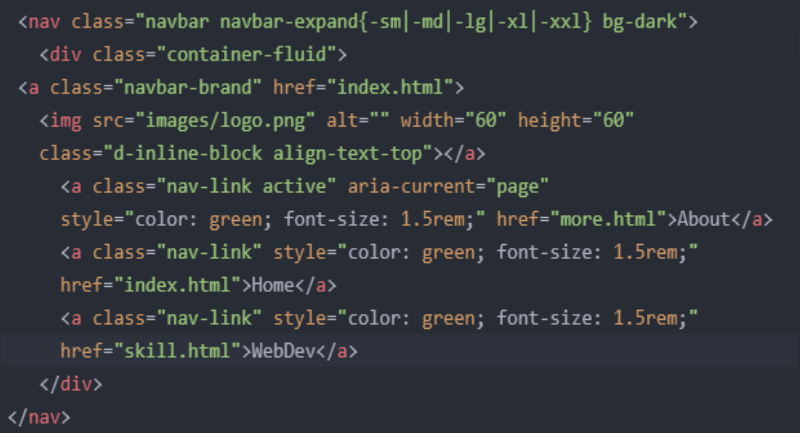 <nav class="navbar navbar-expand{-sm|-md|-lg|-xl|-xxl} bg-dark">
<div class="container-fluid">
<a class="navbar-brand" href="index.html">
<img src="images/logo.png" alt="" width="60" height="60"
class="d-inline-block align-text-top"></a>
<a class="nav-link active" aria-current="page"
style="color: green; font-size: 1.5rem;" href="more.html">About</a>
<a class="nav-link" style="color: green; font-size: 1.5rem;"
href="index.html">Home</a>
<a class="nav-link" style="color: green; font-size: 1.5rem;"
href="skill.html">WebDev</a>
</div>
</nav>